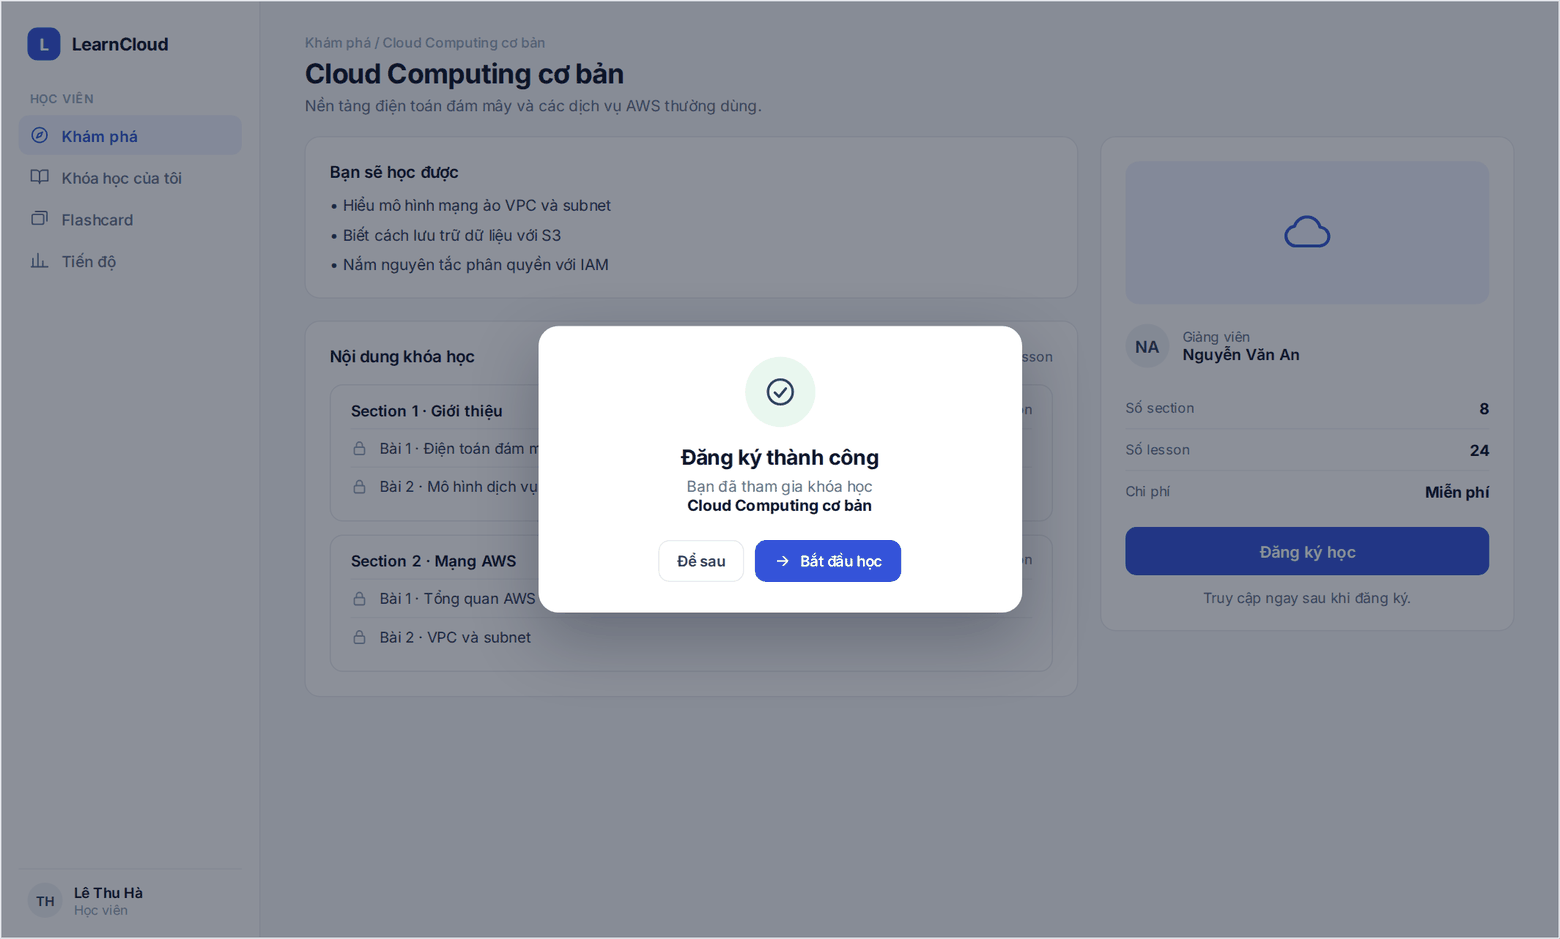 L LearnCloud
HỌC VIÊN
Khám phá
Khóa học của tôi
Flashcard
Tiến độ
TH
Lê Thu Hà
Học viên
Khám phá / Cloud Computing cơ bản
Cloud Computing cơ bản
Nền tảng điện toán đám mây và các dịch vụ AWS thường dùng.
Bạn sẽ học được
• Hiểu mô hình mạng ảo VPC và subnet
• Biết cách lưu trữ dữ liệu với S3
• Nắm nguyên tắc phân quyền với IAM
Nội dung khóa học
Section 1 · Giới thiệu
Bài 1 · Điện toán đám
Bài 2 · Mô hình dịch vụ
Section 2 · Mạng AWS
Bài 1 · Tổng quan AWS
Bài 2 · VPC và subnet
Đăng ký thành công
Bạn đã tham gia khóa học
Cloud Computing cơ bản
Để sau
→ Bắt đầu học
NA
Giảng viên
Nguyễn Văn An
Số section 8
Số lesson 24
Chi phí Miễn phí
Đăng ký học
Truy cập ngay sau khi đăng ký.